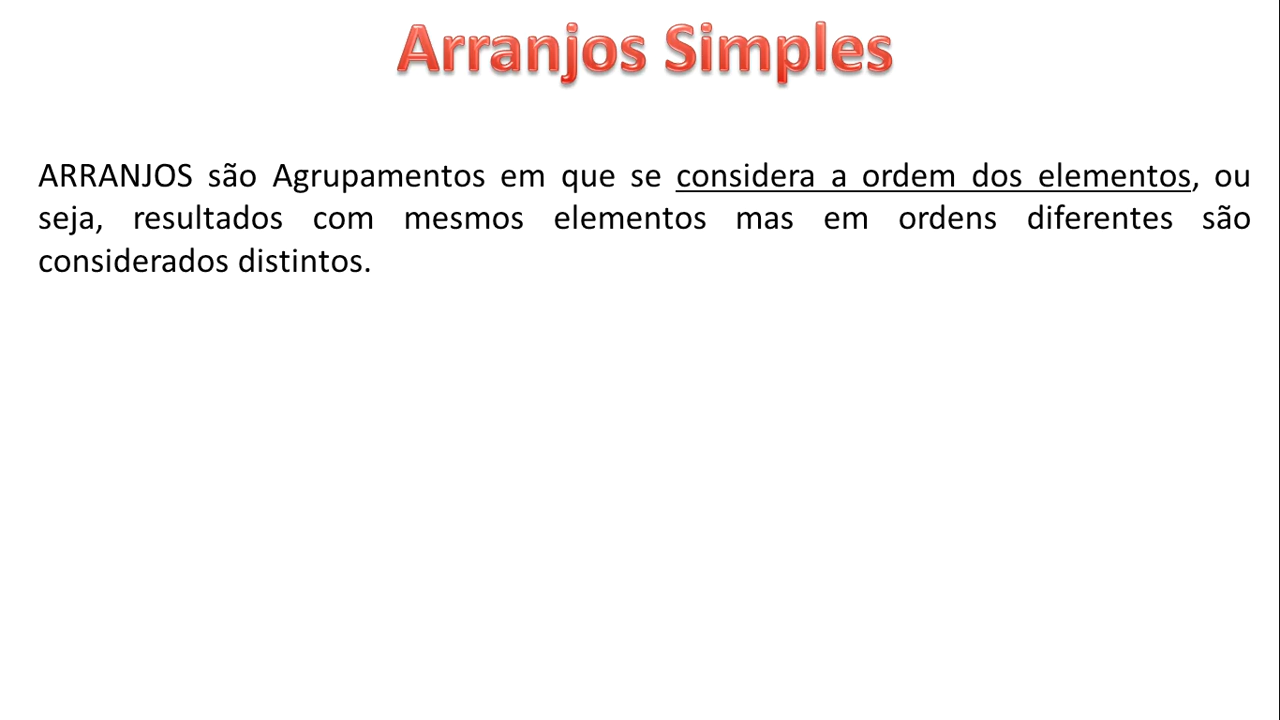 Arranjos Simples
ARRANJOS são Agrupamentos em que se considera a ordem dos elementos, ou
seja, resultados com mesmos elementos mas em ordens diferentes são
considerados distintos.